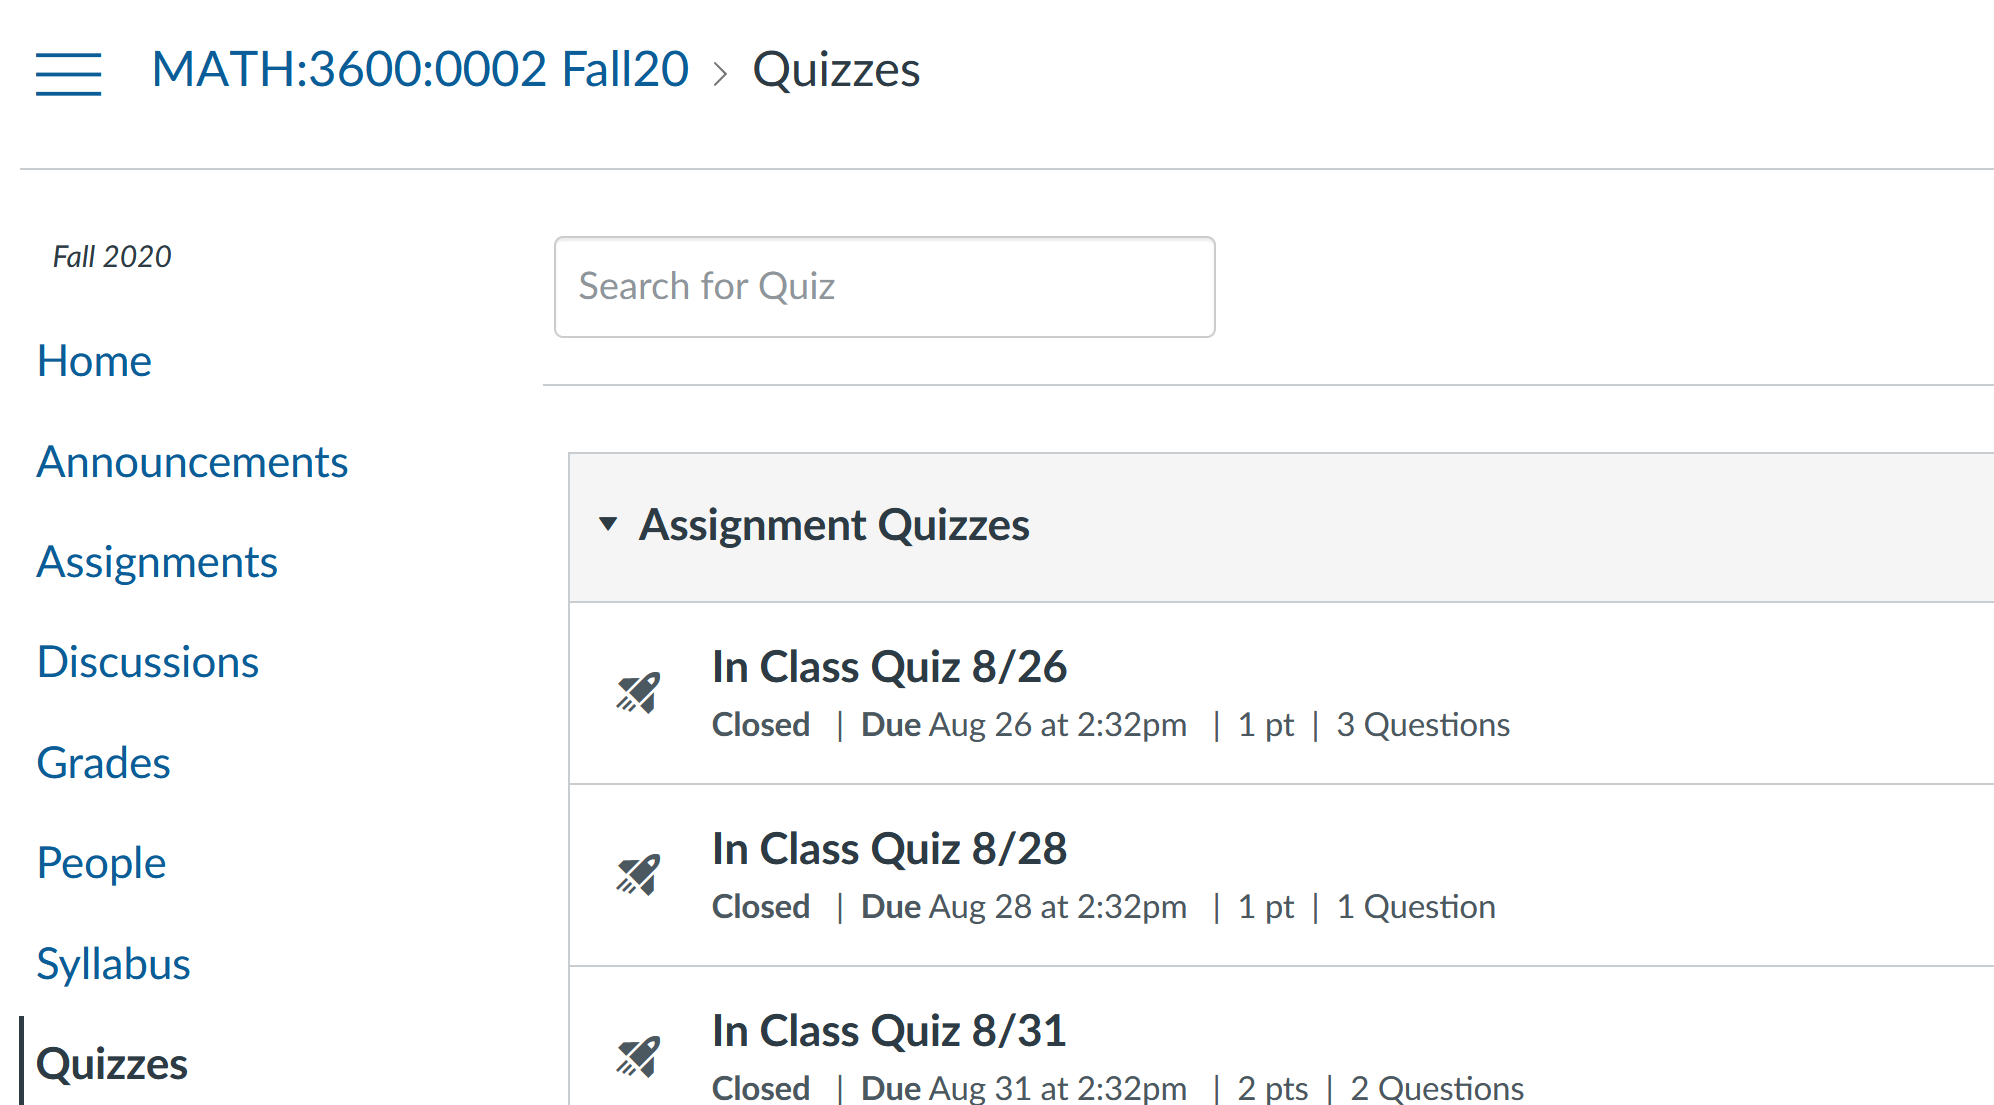 MATH:3600:0002 Fall20 > Quizzes
Fall 2020
Search for Quiz
Home
Announcements
Assignments
Discussions
Grades
People
Syllabus
Quizzes
Assignment Quizzes
In Class Quiz 8/26
Closed | Due Aug 26 at 2:32pm | 1 pt | 3 Questions
In Class Quiz 8/28
Closed | Due Aug 28 at 2:32pm | 1 pt | 1 Question
In Class Quiz 8/31
Closed | Due Aug 31 at 2:32pm | 2 pts | 2 Questions